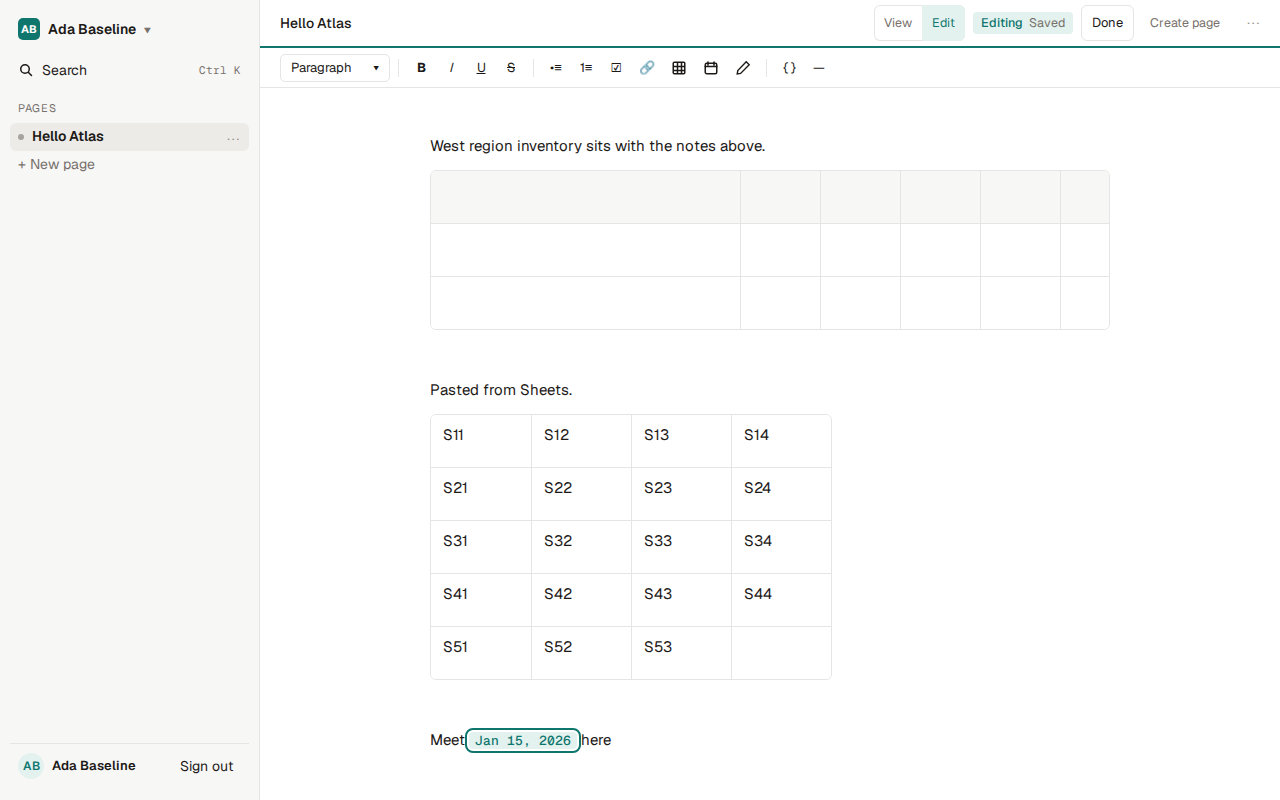 AB Ada Baseline ▾
Search Ctrl K
PAGES
Hello Atlas ...
+ New page
AB Ada Baseline Sign out
Hello Atlas View Edit Editing Saved Done Create page ...
Paragraph ▾ B I U S •≡ 1≡ ☑ 🔗 {} —
West region inventory sits with the notes above.
Pasted from Sheets.
S11 S12 S13 S14
S21 S22 S23 S24
S31 S32 S33 S34
S41 S42 S43 S44
S51 S52 S53
Meet Jan 15, 2026 here